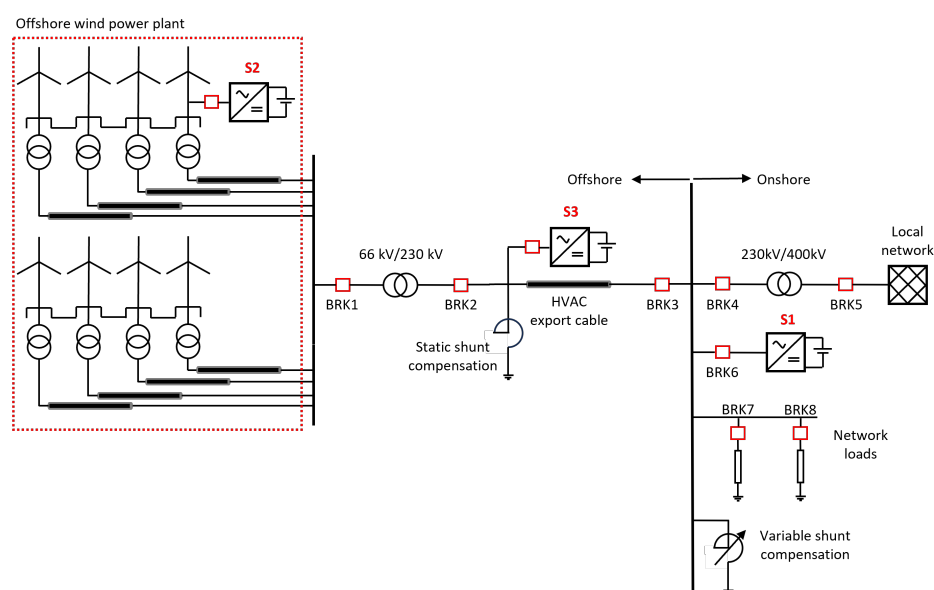 Offshore wind power plant
S2
Offshore
Onshore
S3
Local
network
66 kV/230 kV
230kV/400kV
BRK1
BRK2
HVAC
export cable
BRK3
BRK4
BRK5
S1
Static shunt
compensation
BRK6
BRK7
BRK8
Network
loads
Variable shunt
compensation